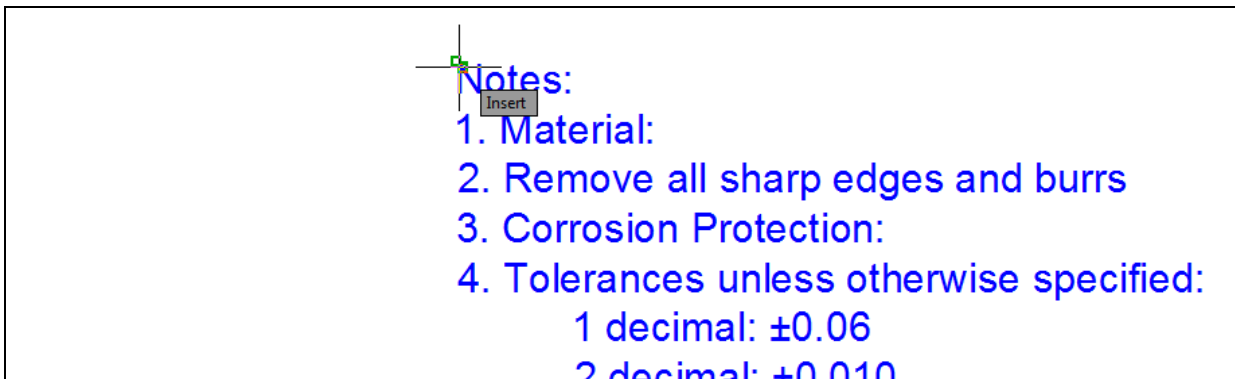 Notes:
Insert
1. Material:
2. Remove all sharp edges and burrs
3. Corrosion Protection:
4. Tolerances unless otherwise specified:
1 decimal: ±0.06
2 decimal: ±0.010